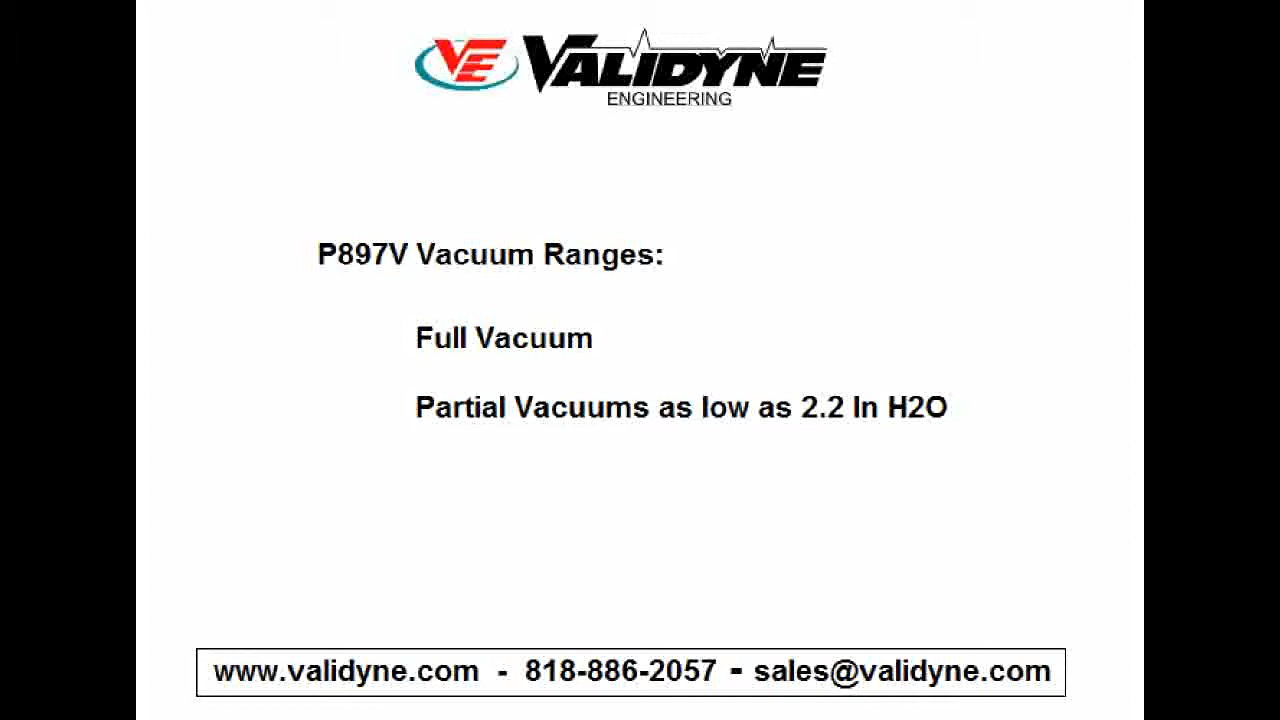 VE VALIDYNE
ENGINEERING
P897V Vacuum Ranges:
Full Vacuum
Partial Vacuums as low as 2.2 In H2O
www.validyne.com - 818-886-2057 - sales@validyne.com